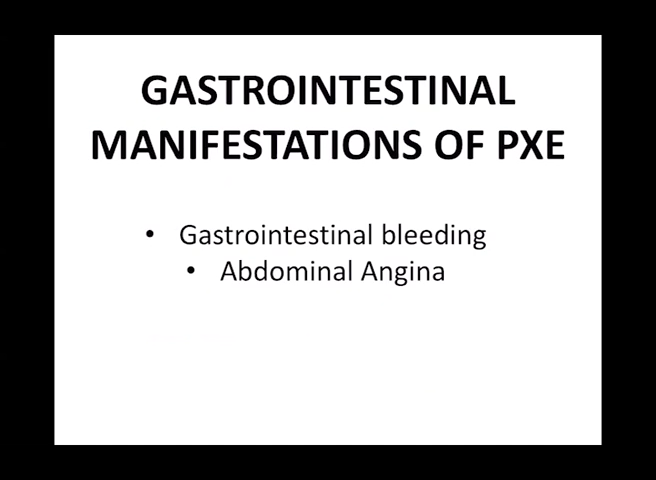 GASTROINTESTINAL
MANIFESTATIONS OF PXE
• Gastrointestinal bleeding
• Abdominal Angina